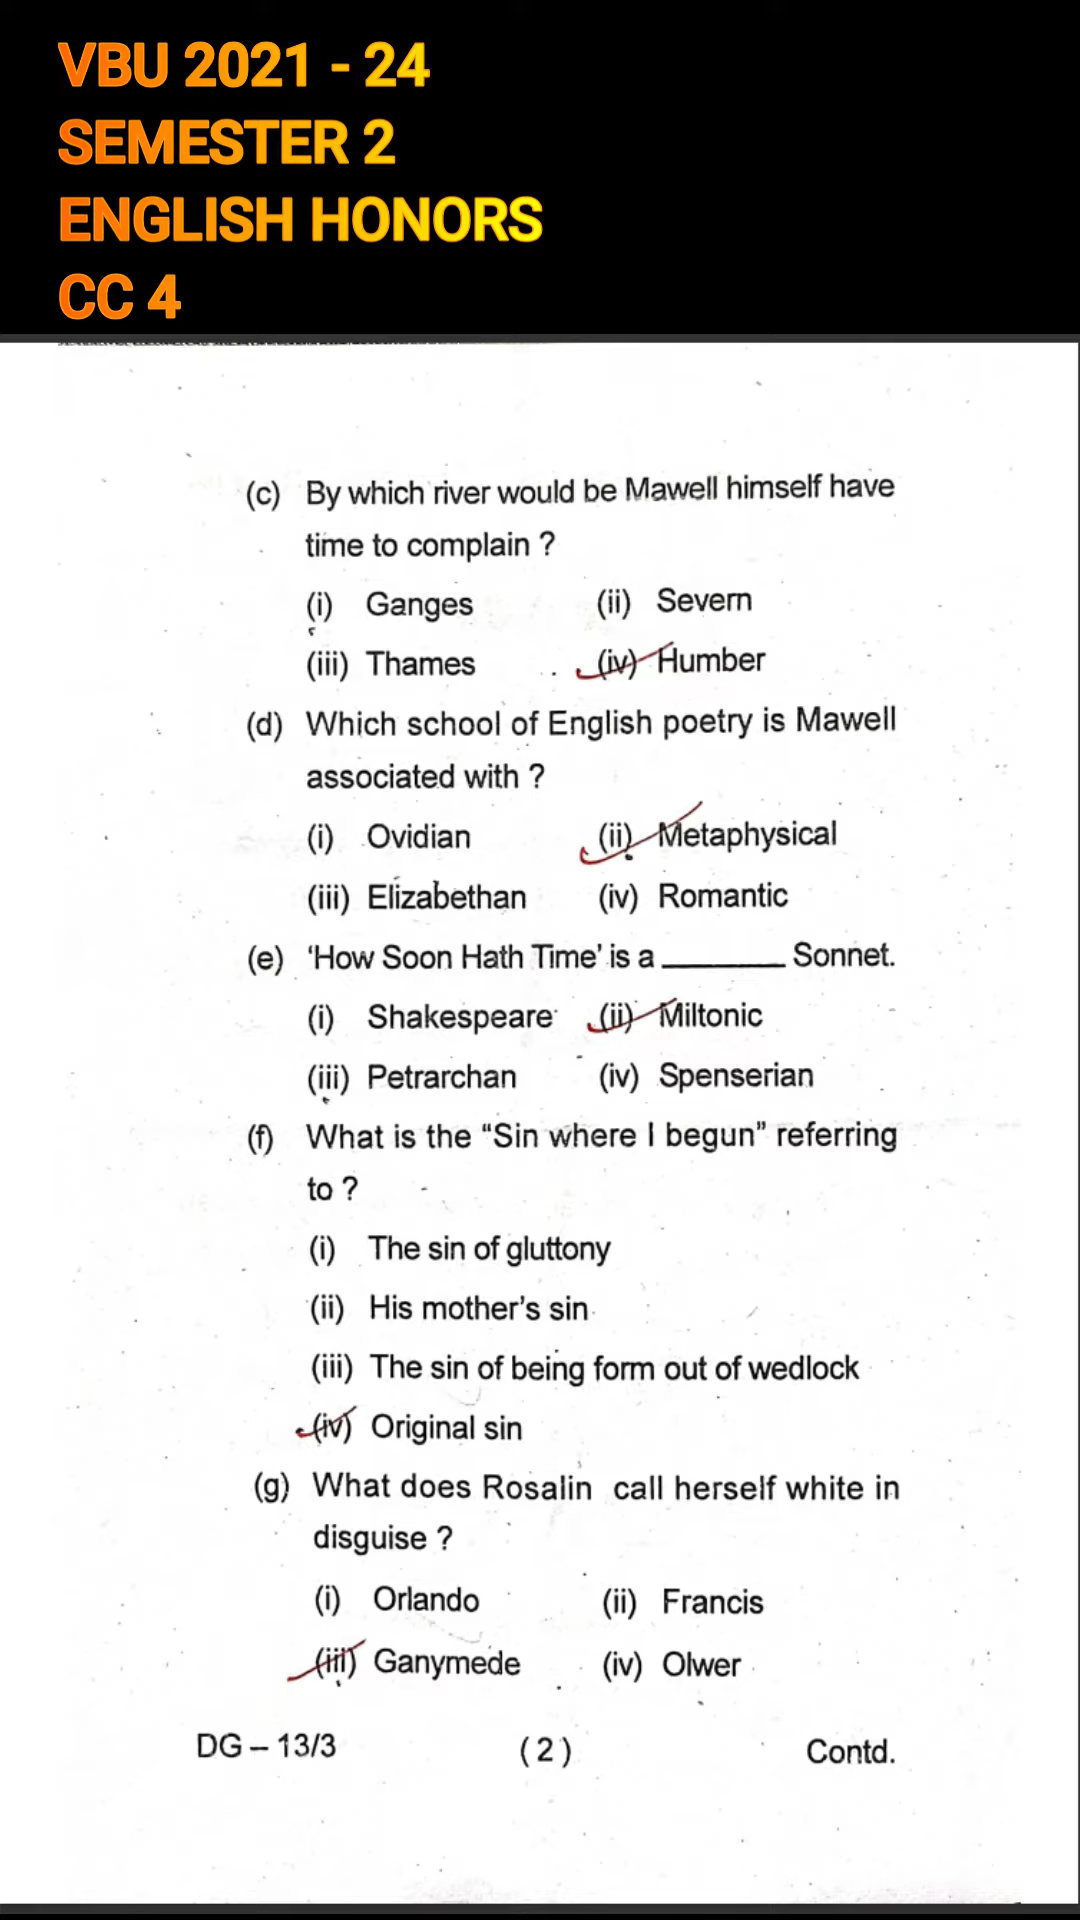 VBU 2021 - 24
SEMESTER 2
ENGLISH HONORS
CC 4
(c) By which river would be Mawell himself have
time to complain ?
(i) Ganges (ii) Severn
(iii) Thames (iv) Humber
(d) Which school of English poetry is Mawell
associated with ?
(i) Ovidian (ii) Metaphysical
(iii) Elizabethan (iv) Romantic
(e) ‘How Soon Hath Time’ is a ________ Sonnet.
(i) Shakespeare (ii) Miltonic
(iii) Petrarchan (iv) Spenserian
(f) What is the “Sin where I begun” referring
to ?
(i) The sin of gluttony
(ii) His mother’s sin
(iii) The sin of being form out of wedlock
(iv) Original sin
(g) What does Rosalin call herself white in
disguise ?
(i) Orlando (ii) Francis
(iii) Ganymede (iv) Olwer
DG – 13/3 ( 2 ) Contd.